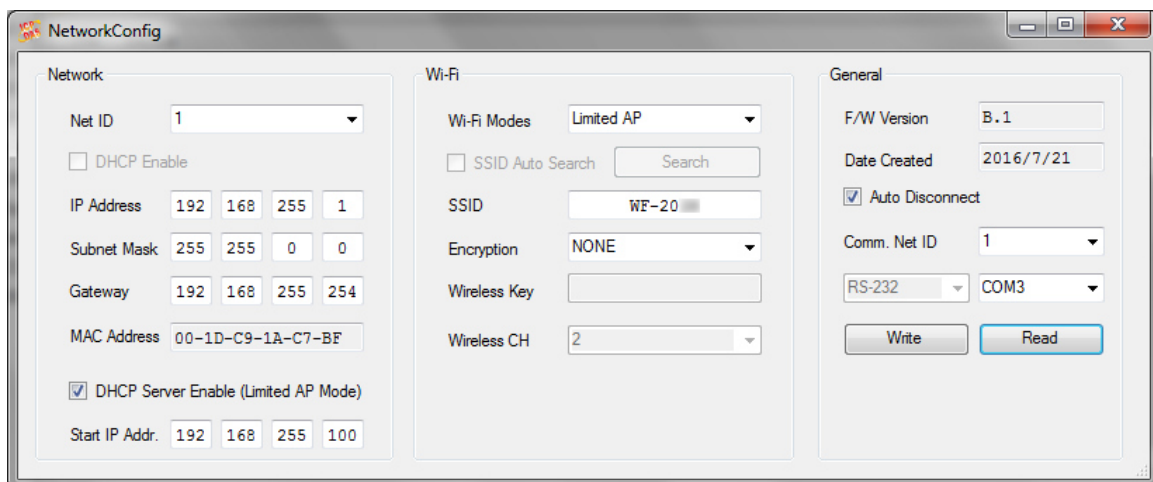 NetworkConfig
Network
Net ID 1
DHCP Enable
IP Address 192 168 255 1
Subnet Mask 255 255 0 0
Gateway 192 168 255 254
MAC Address 00-1D-C9-1A-C7-BF
DHCP Server Enable (Limited AP Mode)
Start IP Addr. 192 168 255 100
Wi-Fi
Wi-Fi Modes Limited AP
SSID Auto Search Search
SSID WF-20
Encryption NONE
Wireless Key
Wireless CH 2
General
F/W Version B.1
Date Created 2016/7/21
Auto Disconnect
Comm. Net ID 1
RS-232 COM3
Write Read